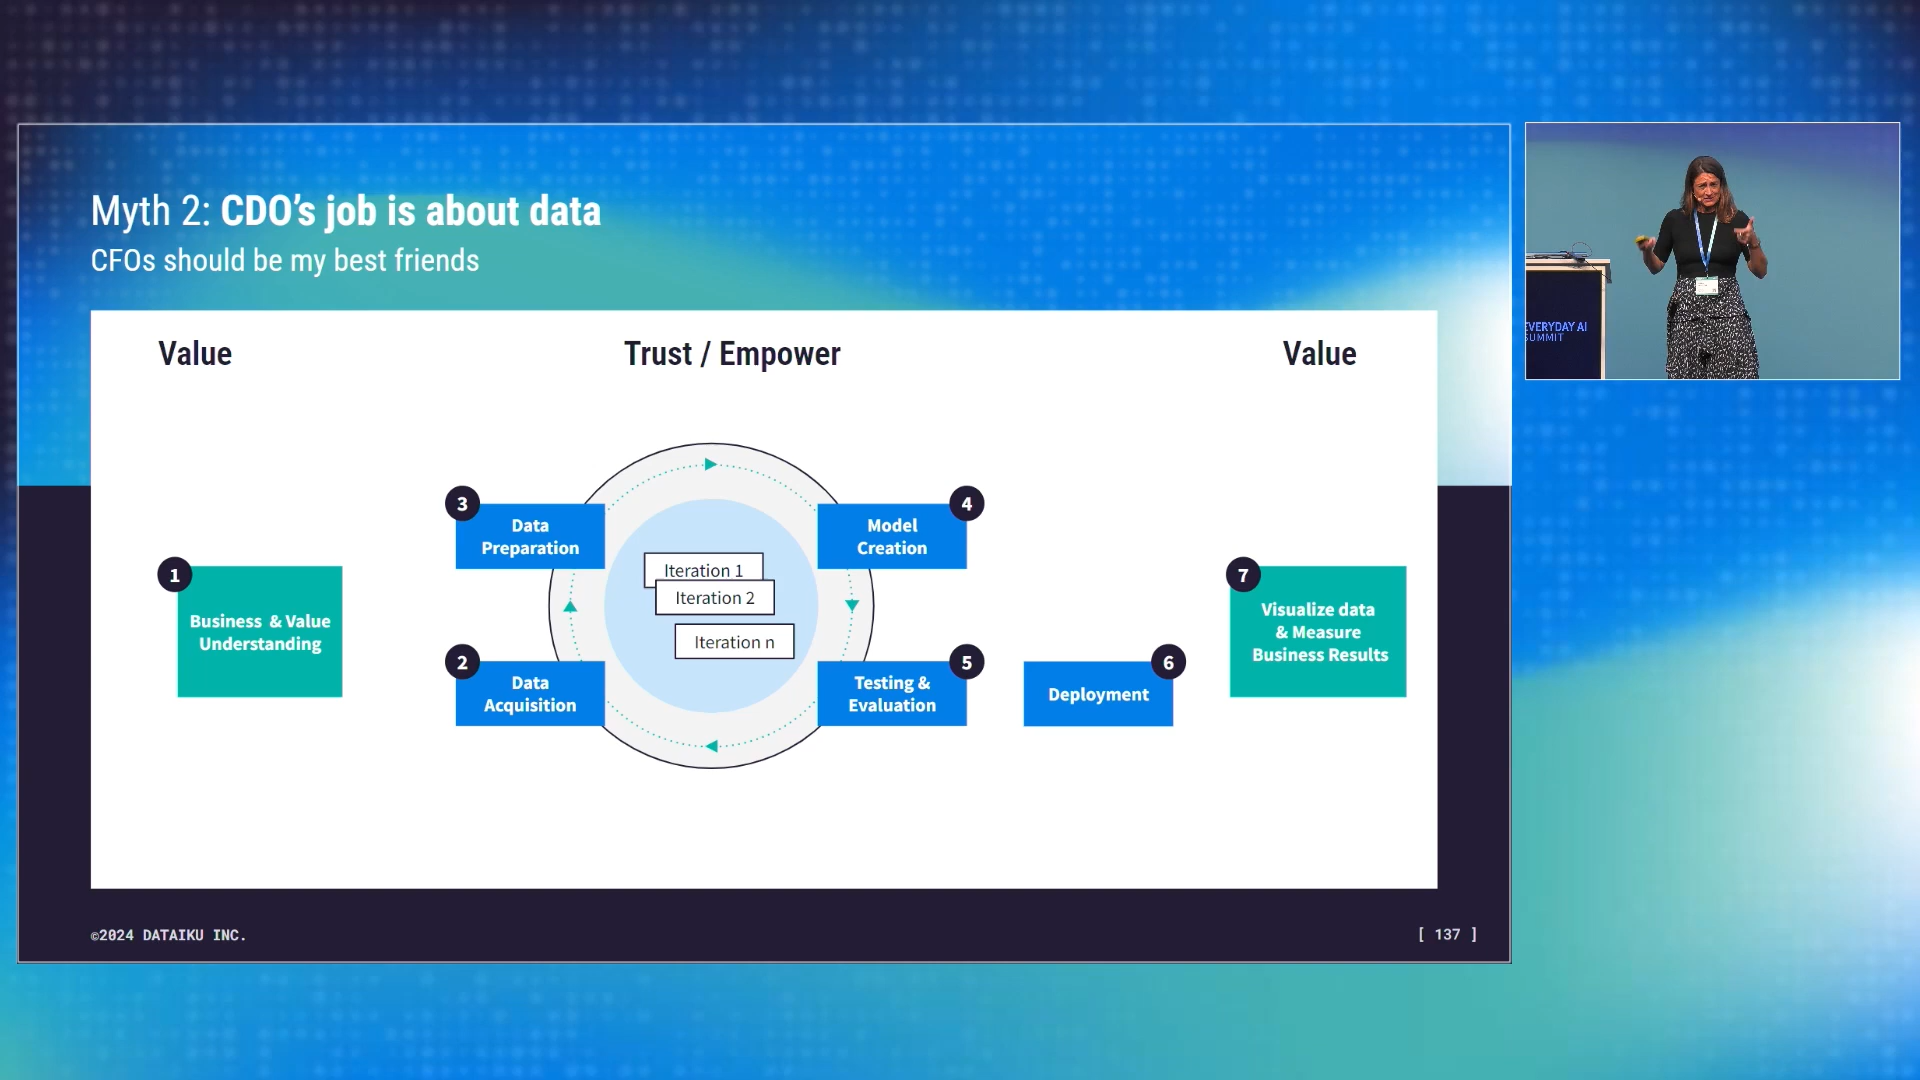 Myth 2: CDO's job is about data
CFOs should be my best friends
Value
Trust / Empower
Value
1
Business & Value
Understanding
3
Data
Preparation
2
Data
Acquisition
Iteration 1
Iteration 2
Iteration n
4
Model
Creation
5
Testing &
Evaluation
6
Deployment
7
Visualize data
& Measure
Business Results
©2024 DATAIKU INC.
[ 137 ]
EVERYDAY AI
SUMMIT